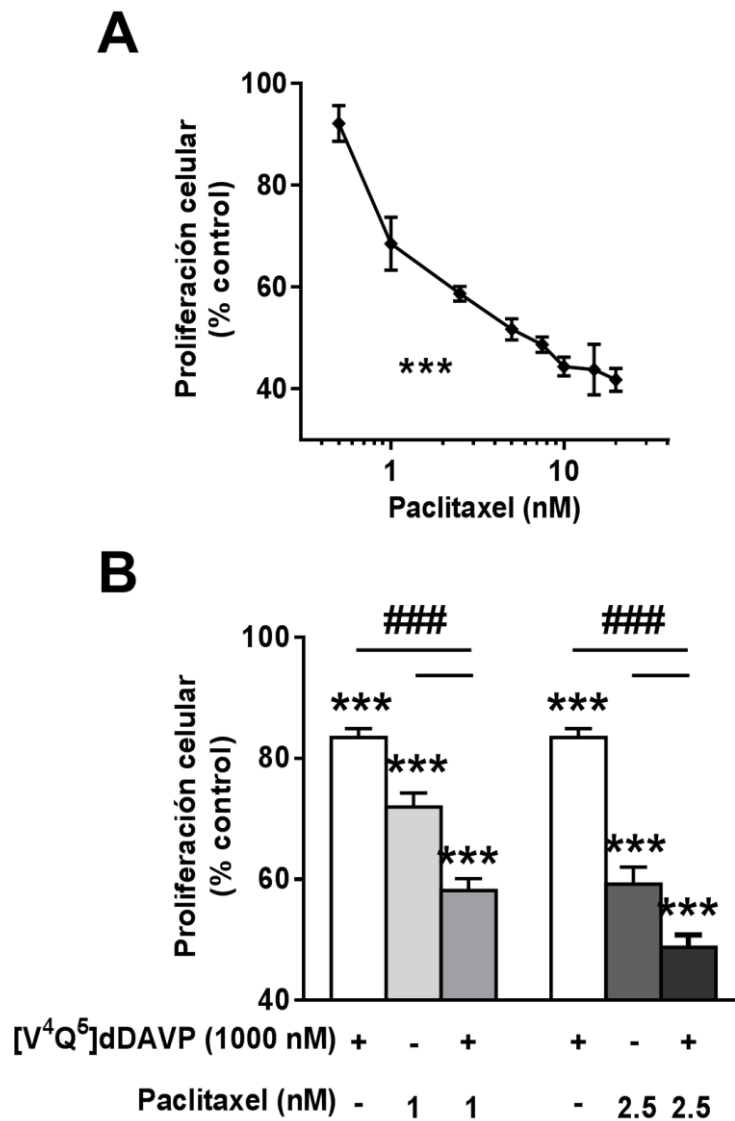 A
Proliferación celular
(% control)
100
80
60
40
***
1 10
Paclitaxel (nM)
B
Proliferación celular
(% control)
100
80
60
40
### ###
*** ***
*** ***
*** ***
[V⁴Q⁵]dDAVP (1000 nM) + - + + - +
Paclitaxel (nM) - 1 1 - 2.5 2.5